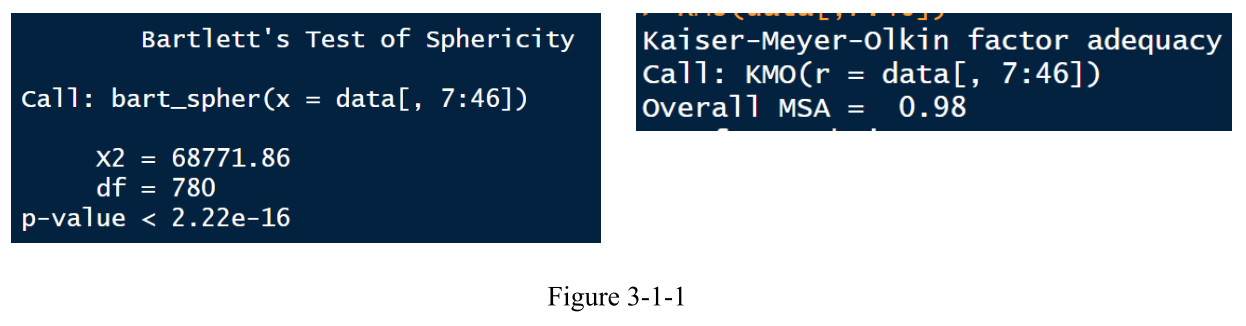 Bartlett's Test of Sphericity
Call: bart_spher(x = data[, 7:46])
X2 = 68771.86
df = 780
p-value < 2.22e-16
Kaiser-Meyer-Olkin factor adequacy
Call: KMO(r = data[, 7:46])
Overall MSA =  0.98
Figure 3-1-1